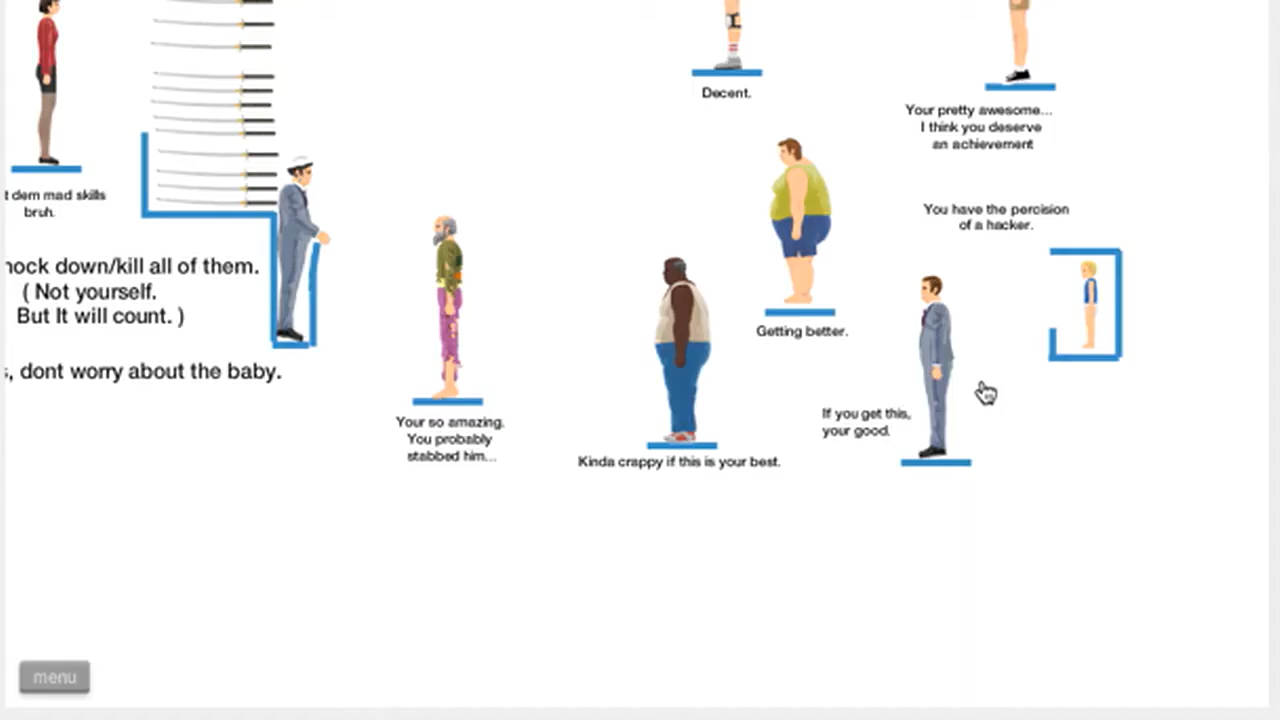 Decent.
Your pretty awesome...
I think you deserve
an achievement
t dem mad skills
bruh.
You have the percision
of a hacker.
nock down/kill all of them.
( Not yourself.
But It will count. )
Getting better.
s, dont worry about the baby.
Your so amazing.
You probably
stabbed him...
If you get this,
your good.
Kinda crappy if this is your best.
menu